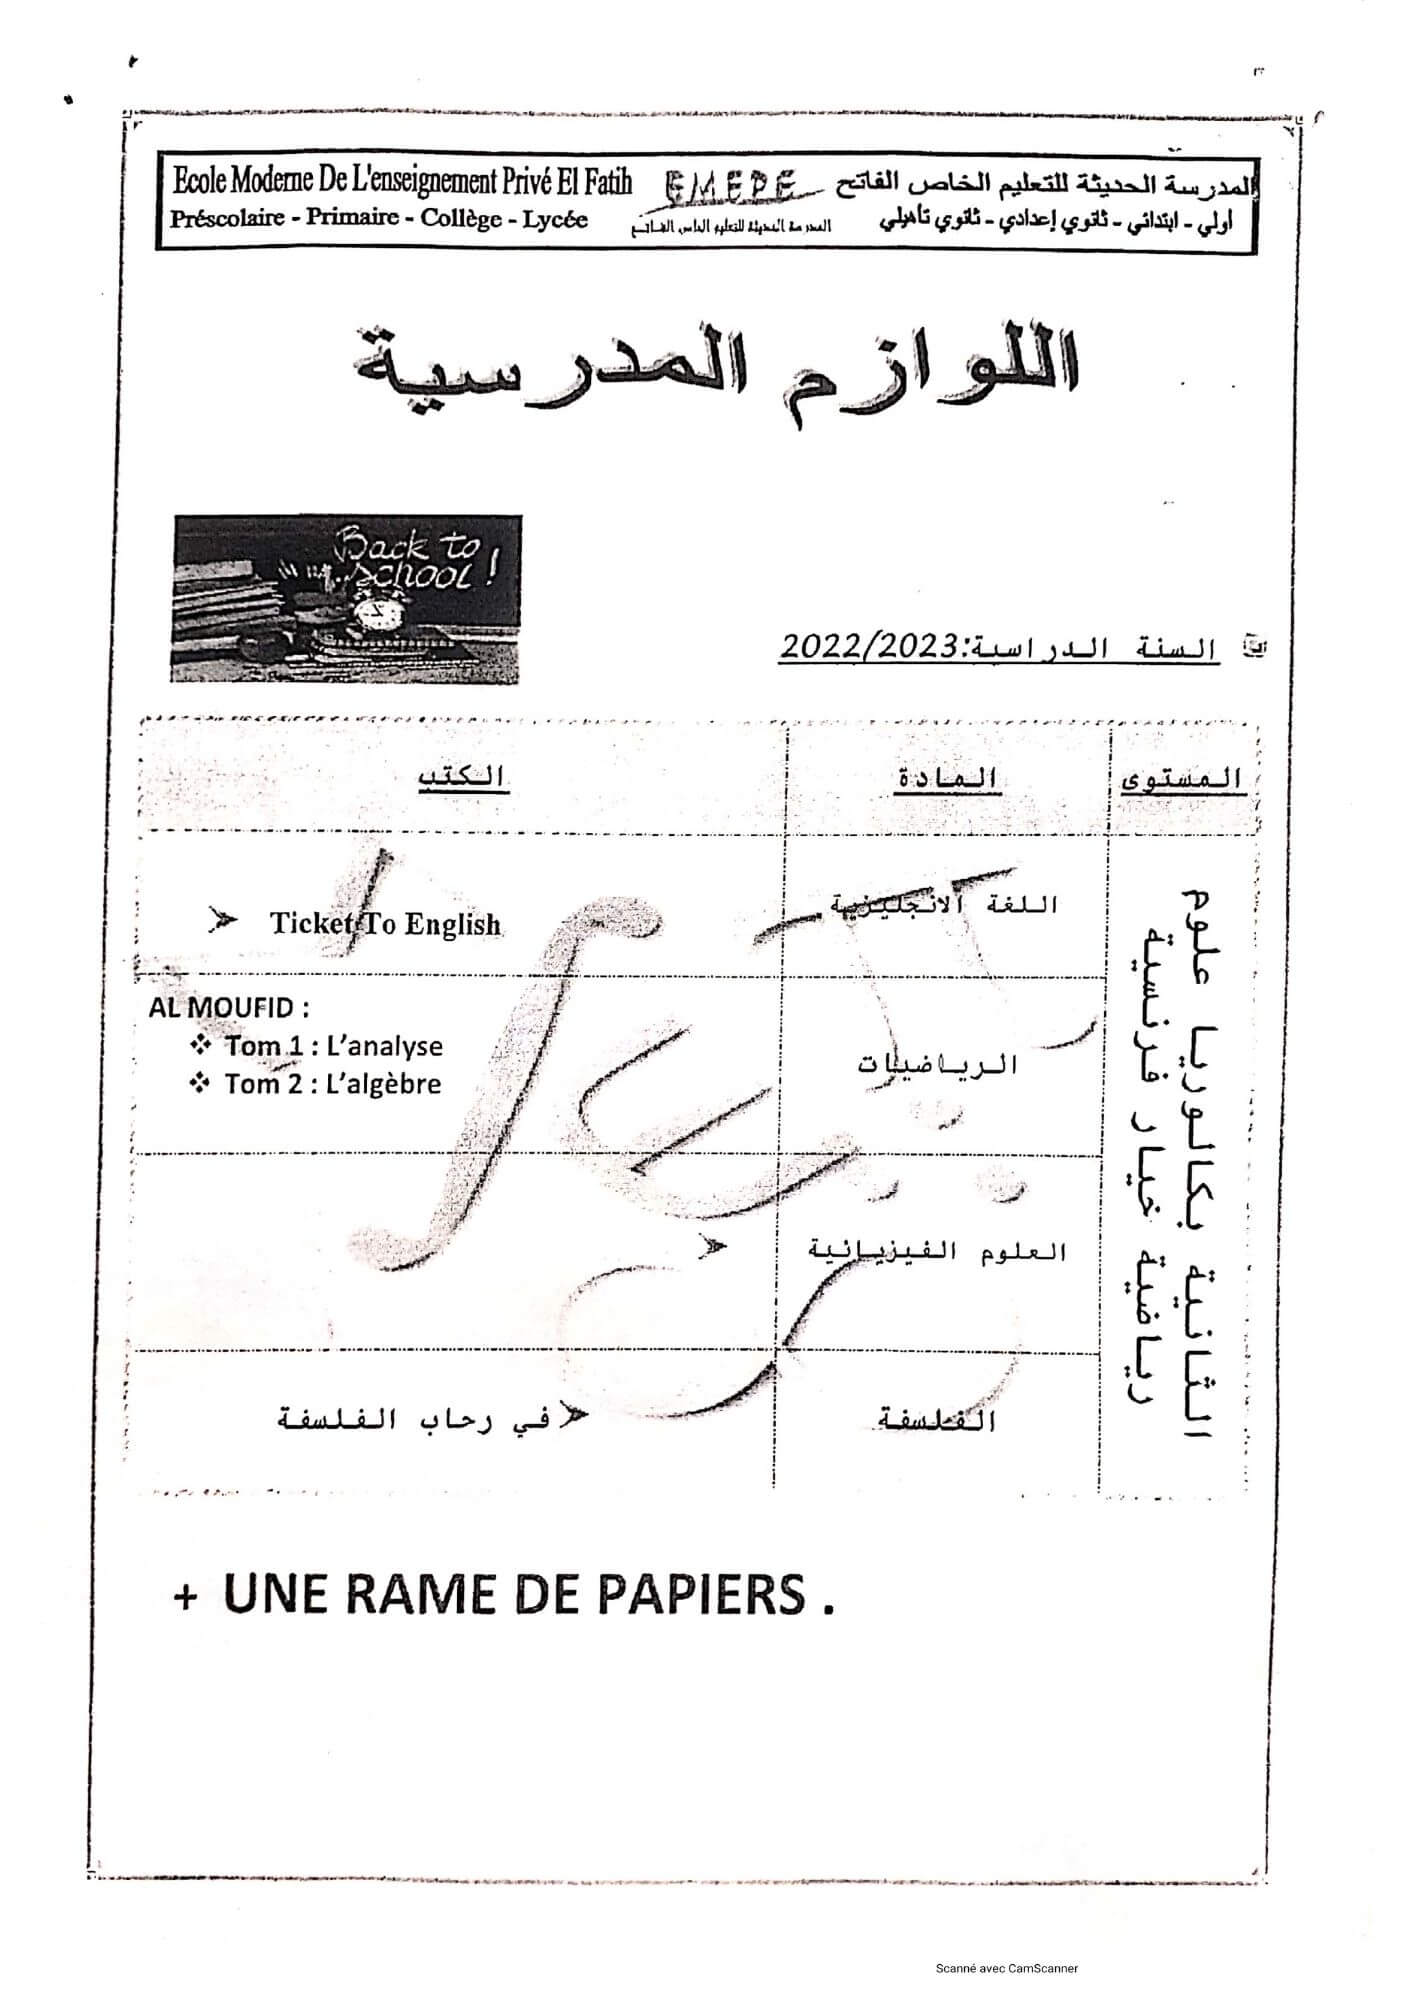 Ecole Moderne De L'enseignement Privé El Fatih
Préscolaire - Primaire - Collège - Lycée
EMEPE
المدرسة الحديثة للتعليم الخاص الفاتح
المدرسة الحديثة للتعليم الخاص الفاتح
أولي - ابتدائي - ثانوي إعدادي - ثانوي تأهيلي
اللوازم المدرسية
Back to
school!
السنة الدراسية:2022/2023
المستوى
المادة
الكتب
الثانية بكالوريا علوم
رياضية خيار فرنسية
اللغة الانجليزية
➢ Ticket To English
الرياضيات
AL MOUFID :
❖ Tom 1 : L'analyse
❖ Tom 2 : L'algèbre
العلوم الفيزيائية
الفلسفة
في رحاب الفلسفة
+ UNE RAME DE PAPIERS .
Scanné avec CamScanner